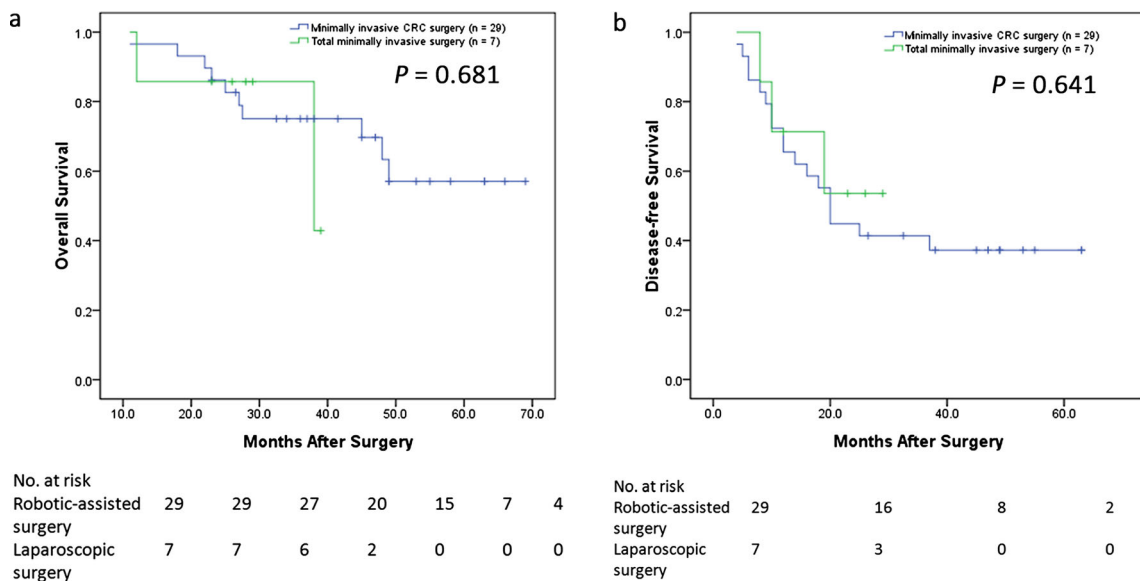 a
Minimally invasive CRC surgery (n = 29)
Total minimally invasive surgery (n = 7)
P = 0.681
Overall Survival
1.0
0.8
0.6
0.4
0.2
0.0
10.0 20.0 30.0 40.0 50.0 60.0 70.0
Months After Surgery
No. at risk
Robotic-assisted surgery 29 29 27 20 15 7 4
Laparoscopic surgery 7 7 6 2 0 0 0
b
Minimally invasive CRC surgery (n = 29)
Total minimally invasive surgery (n = 7)
P = 0.641
Disease-free Survival
1.0
0.8
0.6
0.4
0.2
0.0
0.0 20.0 40.0 60.0
Months After Surgery
No. at risk
Robotic-assisted surgery 29 16 8 2
Laparoscopic surgery 7 3 0 0